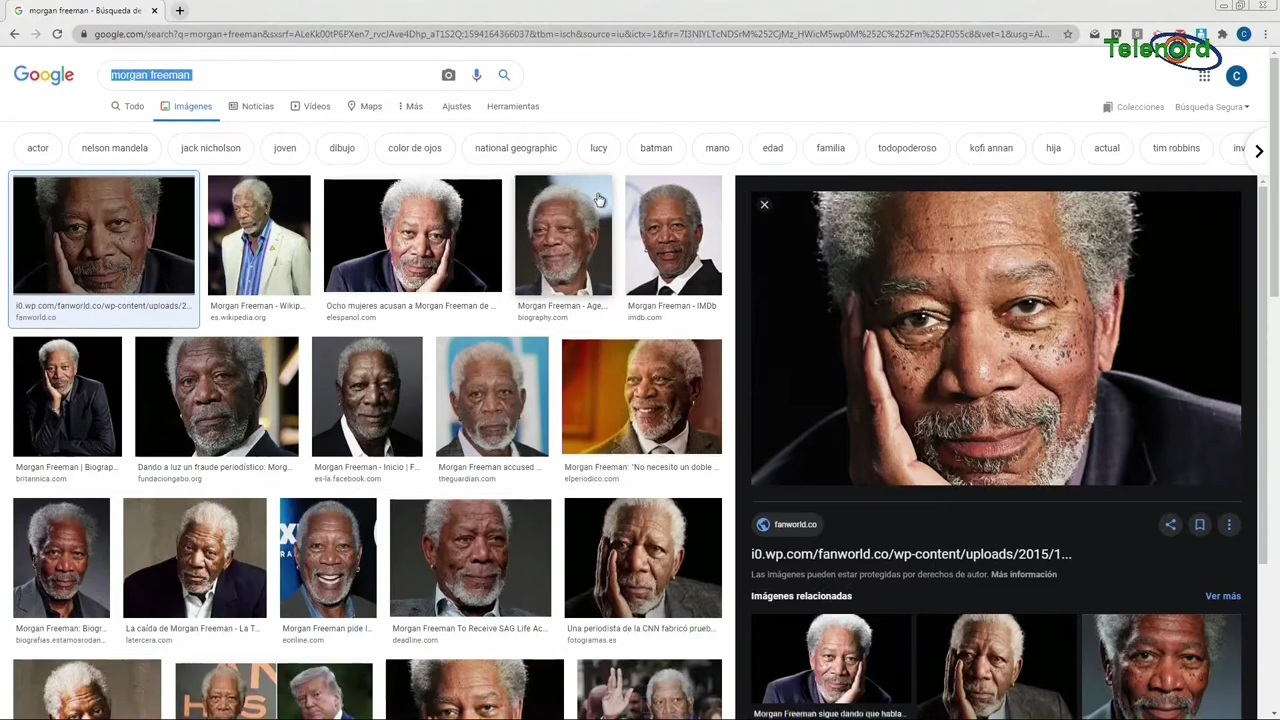 morgan freeman - Búsqueda de
google.com/search?q=morgan+freeman&sxsrf=ALeKk00tP6PXen7_rvcJAve4Dhp_aT1S2Q:1594164366037&tbm=isch&source=iu&ictx=1&fir=7I3NIYLTcNDSrM%252CjMz_HWicM5wp0M%252C%252Fm%252F055c8&vet=1&usg=AI...
Telenord
Google
morgan freeman
C
Todo
Imágenes
Noticias
Vídeos
Maps
Más
Ajustes
Herramientas
Colecciones
Búsqueda Segura
actor
nelson mandela
jack nicholson
joven
dibujo
color de ojos
national geographic
lucy
batman
mano
edad
familia
todopoderoso
kofi annan
hija
actual
tim robbins
i0.wp.com/fanworld.co/wp-content/uploads/2...
fanworld.co
Morgan Freeman - Wikip...
es.wikipedia.org
Ocho mujeres acusan a Morgan Freeman de ...
elespanol.com
Morgan Freeman - Age,...
biography.com
Morgan Freeman - IMDb
imdb.com
Morgan Freeman | Biograp...
britannica.com
Dando a luz un fraude periodístico: Morg...
fundaciongabo.org
Morgan Freeman - Inicio | F...
es-la.facebook.com
Morgan Freeman accused ...
theguardian.com
Morgan Freeman: "No necesito un doble ...
elperiodico.com
Morgan Freeman: Biogr...
biografias.estamosrodan...
La caída de Morgan Freeman - La T...
latercera.com
Morgan Freeman pide l...
eonline.com
Morgan Freeman To Receive SAG Life Ac...
deadline.com
Una periodista de la CNN fabricó prueb...
fotogramas.es
fanworld.co
i0.wp.com/fanworld.co/wp-content/uploads/2015/1...
Las imágenes pueden estar protegidas por derechos de autor. Más información
Imágenes relacionadas
Ver más
Morgan Freeman sigue dando que habla...